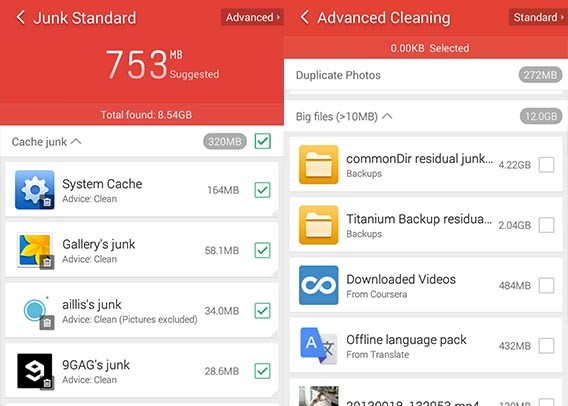 Junk Standard
Advanced
753 MB
Suggested
Total found: 8.54GB
Cache junk
320MB
System Cache
Advice: Clean
164MB
Gallery's junk
Advice: Clean
58.1MB
aillis's junk
Advice: Clean (Pictures excluded)
34.0MB
9GAG's junk
Advice: Clean
28.6MB
Advanced Cleaning
Standard
0.00KB Selected
Duplicate Photos
272MB
Big files (>10MB)
12.0GB
commonDir residual junk...
Backups
4.22GB
Titanium Backup residua...
Backups
2.04GB
Downloaded Videos
From Coursera
484MB
Offline language pack
From Translate
432MB
20130918_132053.mp4
130MB